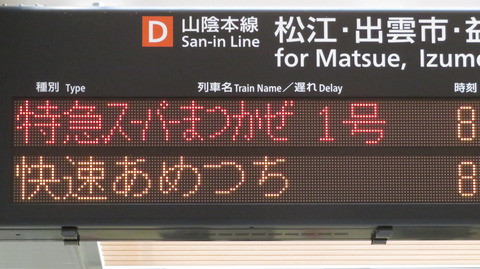 D 山陰本線 松江・出雲市・益
San-in Line for Matsue, Izumo
種別 Type 列車名 Train Name／遅れ Delay 時刻
特急スーパーまつかぜ 1号 8
快速あめつち 8